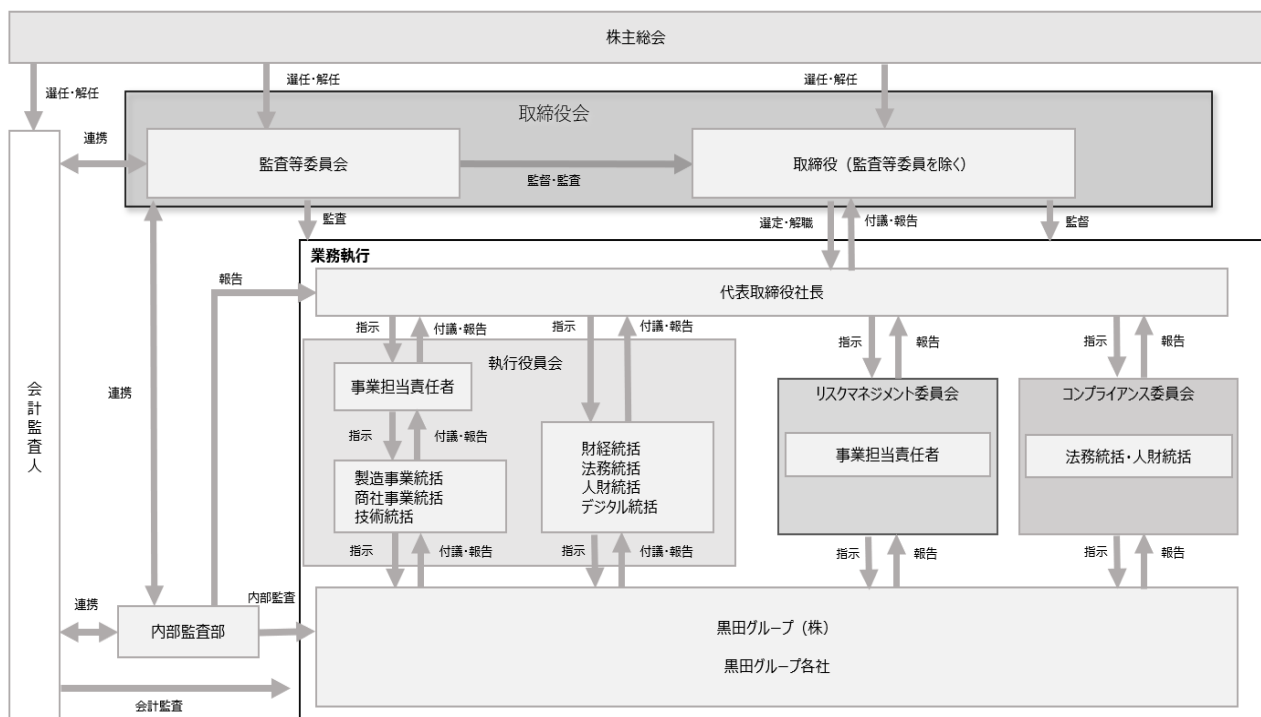 株主総会
選任・解任
選任・解任
選任・解任
取締役会
連携
監査等委員会
監督・監査
取締役（監査等委員を除く）
監査
選定・解職
付議・報告
監督
業務執行
報告
代表取締役社長
指示
付議・報告
指示
付議・報告
指示
報告
指示
報告
執行役員会
事業担当責任者
リスクマネジメント委員会
コンプライアンス委員会
会計監査人
連携
指示
付議・報告
財経統括
法務統括
人財統括
デジタル統括
事業担当責任者
法務統括・人財統括
製造事業統括
商社事業統括
技術統括
指示
付議・報告
指示
付議・報告
指示
報告
指示
報告
連携
内部監査部
内部監査
黒田グループ（株）
黒田グループ各社
会計監査